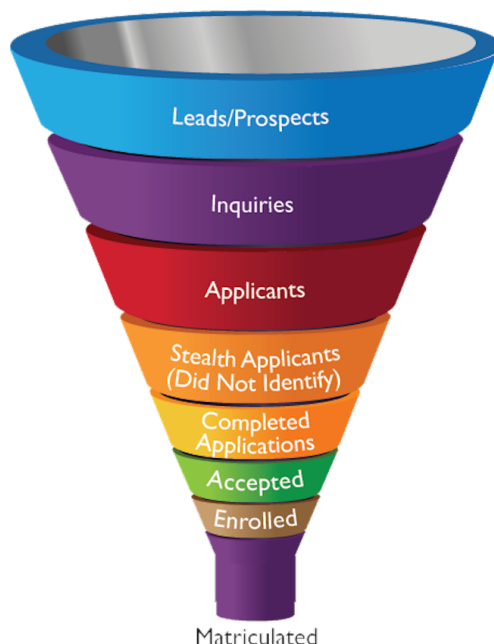 Leads/Prospects
Inquiries
Applicants
Stealth Applicants
(Did Not Identify)
Completed
Applications
Accepted
Enrolled
Matriculated